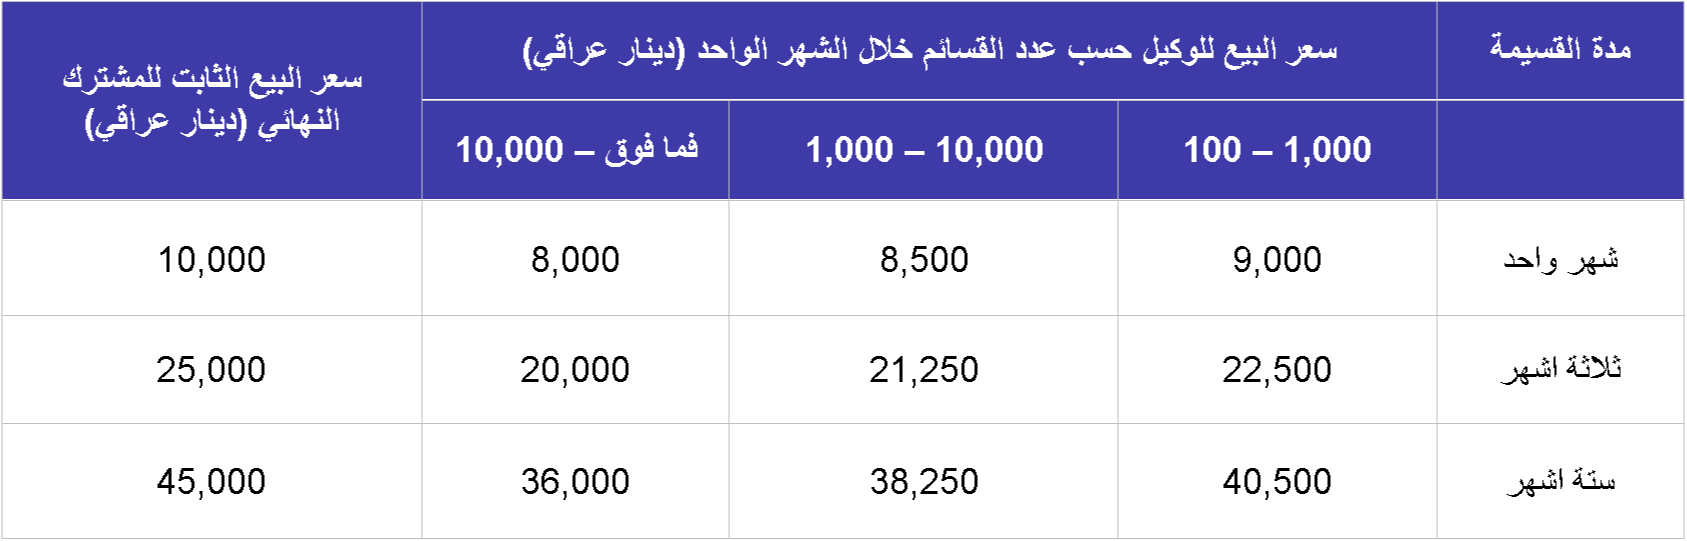 مدة القسيمة
سعر البيع للوكيل حسب عدد القسائم خلال الشهر الواحد (دينار عراقي)
سعر البيع الثابت للمشترك
النهائي (دينار عراقي)
100 – 1,000
1,000 – 10,000
10,000 – فما فوق
شهر واحد
9,000
8,500
8,000
10,000
ثلاثة اشهر
22,500
21,250
20,000
25,000
ستة اشهر
40,500
38,250
36,000
45,000